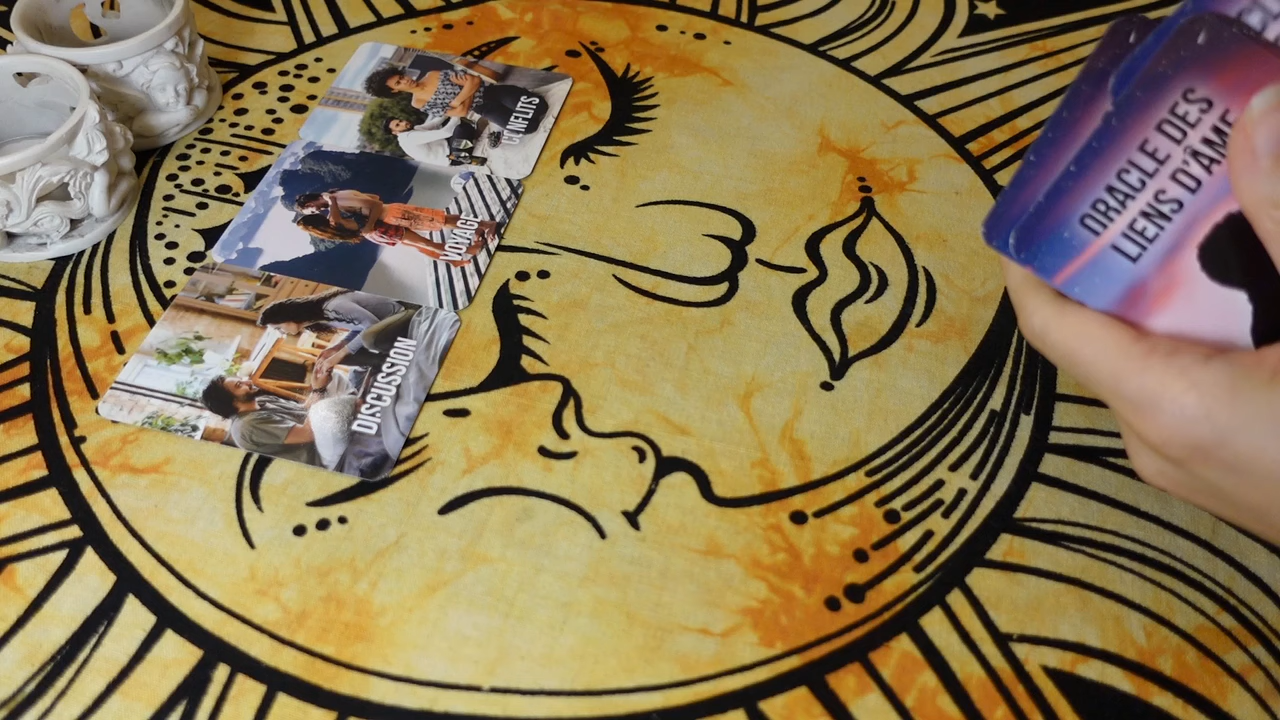 CONFLITS
VOYAGE
DISCUSSION
ORACLE DES
LIENS D'ÂME